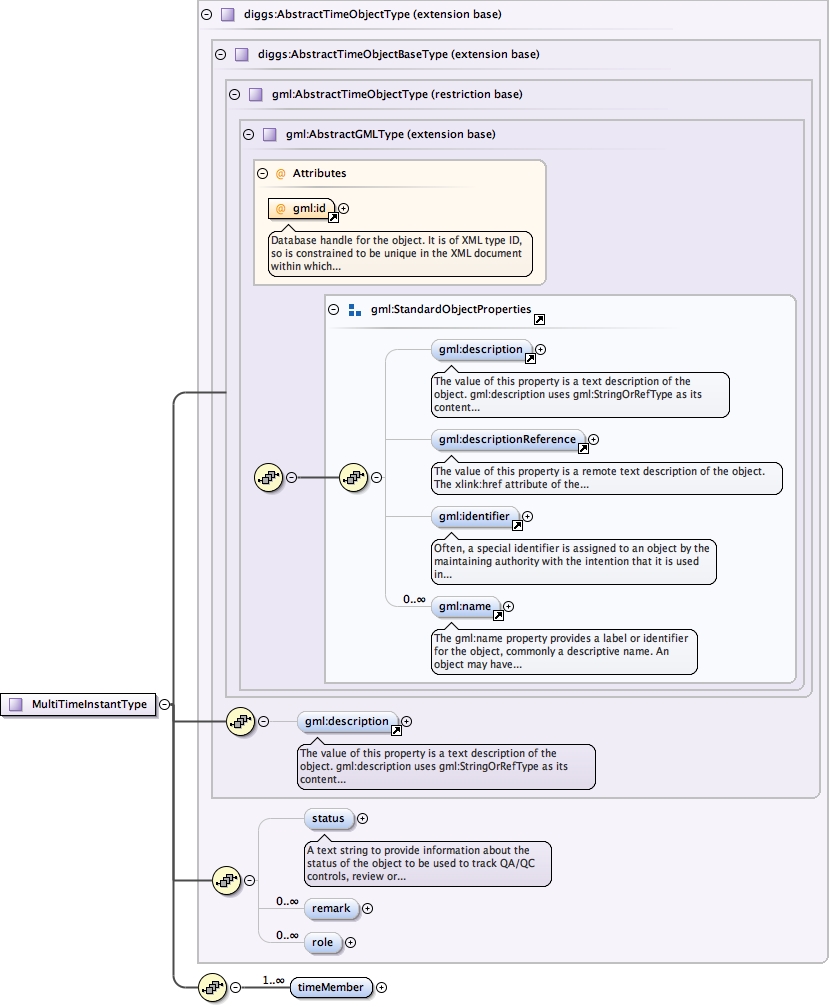 diggs:AbstractTimeObjectType (extension base)
diggs:AbstractTimeObjectBaseType (extension base)
gml:AbstractTimeObjectType (restriction base)
gml:AbstractGMLType (extension base)
@ Attributes
@ gml:id
Database handle for the object. It is of XML type ID,
so is constrained to be unique in the XML document
within which...
gml:StandardObjectProperties
gml:description
The value of this property is a text description of the
object. gml:description uses gml:StringOrRefType as its
content...
gml:descriptionReference
The value of this property is a remote text description of the object.
The xlink:href attribute of the...
gml:identifier
Often, a special identifier is assigned to an object by the
maintaining authority with the intention that it is used
in...
0..∞ gml:name
The gml:name property provides a label or identifier
for the object, commonly a descriptive name. An
object may have...
MultiTimeInstantType
gml:description
The value of this property is a text description of the
object. gml:description uses gml:StringOrRefType as its
content...
status
A text string to provide information about the
status of the object to be used to track QA/QC
controls, review or...
0..∞ remark
0..∞ role
1..∞ timeMember